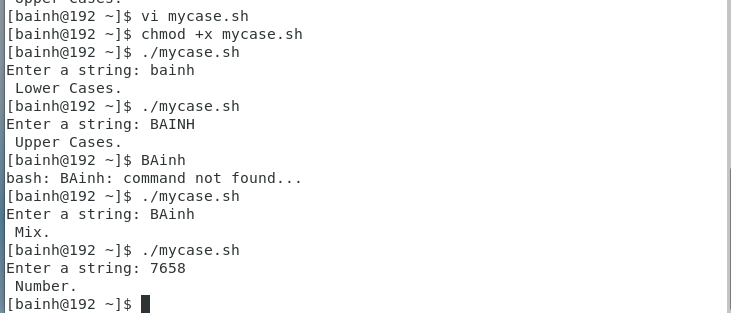 Upper Cases.
[bainh@192 ~]$ vi mycase.sh
[bainh@192 ~]$ chmod +x mycase.sh
[bainh@192 ~]$ ./mycase.sh
Enter a string: bainh
 Lower Cases.
[bainh@192 ~]$ ./mycase.sh
Enter a string: BAINH
 Upper Cases.
[bainh@192 ~]$ BAinh
bash: BAinh: command not found...
[bainh@192 ~]$ ./mycase.sh
Enter a string: BAinh
 Mix.
[bainh@192 ~]$ ./mycase.sh
Enter a string: 7658
 Number.
[bainh@192 ~]$